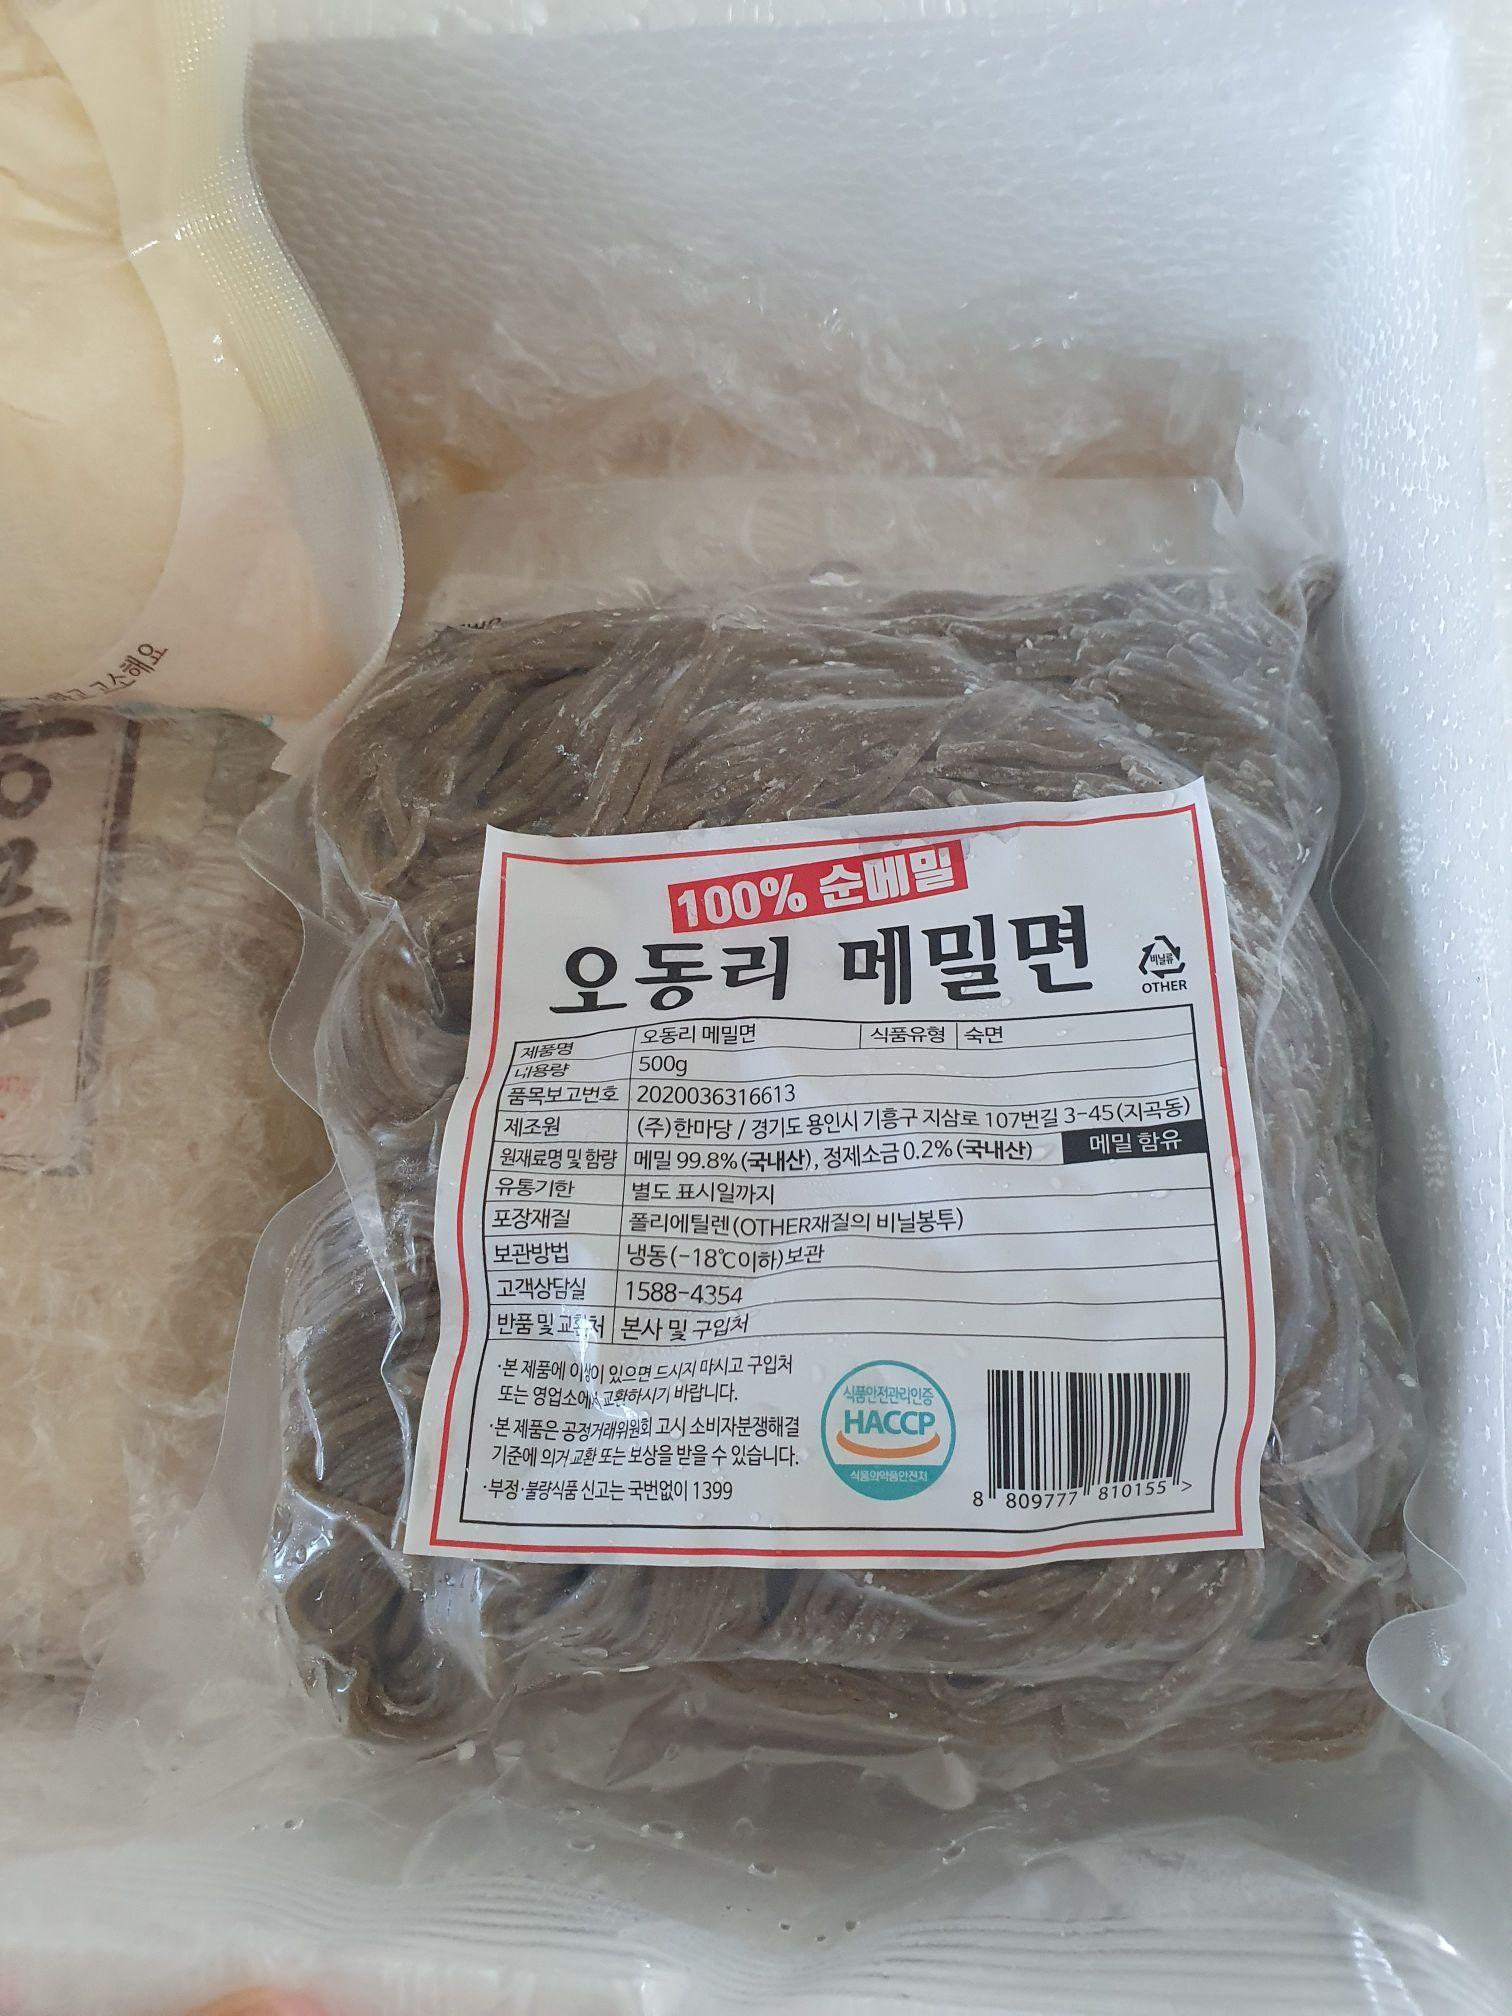 고소해요
100% 순메밀
오동리 메밀면
비닐류
OTHER
제품명 오동리 메밀면 식품유형 숙면
내용량 500g
품목보고번호 2020036316613
제조원 (주)한마당 / 경기도 용인시 기흥구 지삼로 107번길 3-45(지곡동)
원재료명 및 함량 메밀 99.8%(국내산), 정제소금 0.2%(국내산) 메밀 함유
유통기한 별도 표시일까지
포장재질 폴리에틸렌(OTHER재질의 비닐봉투)
보관방법 냉동(-18℃이하)보관
고객상담실 1588-4354
반품 및 교환처 본사 및 구입처
·본 제품에 이상이 있으면 드시지 마시고 구입처
또는 영업소에서 교환하시기 바랍니다.
·본 제품은 공정거래위원회 고시 소비자분쟁해결
기준에 의거 교환 또는 보상을 받을 수 있습니다.
·부정·불량식품 신고는 국번없이 1399
식품안전관리인증
HACCP
식품의약품안전처
8 809777 810155 >